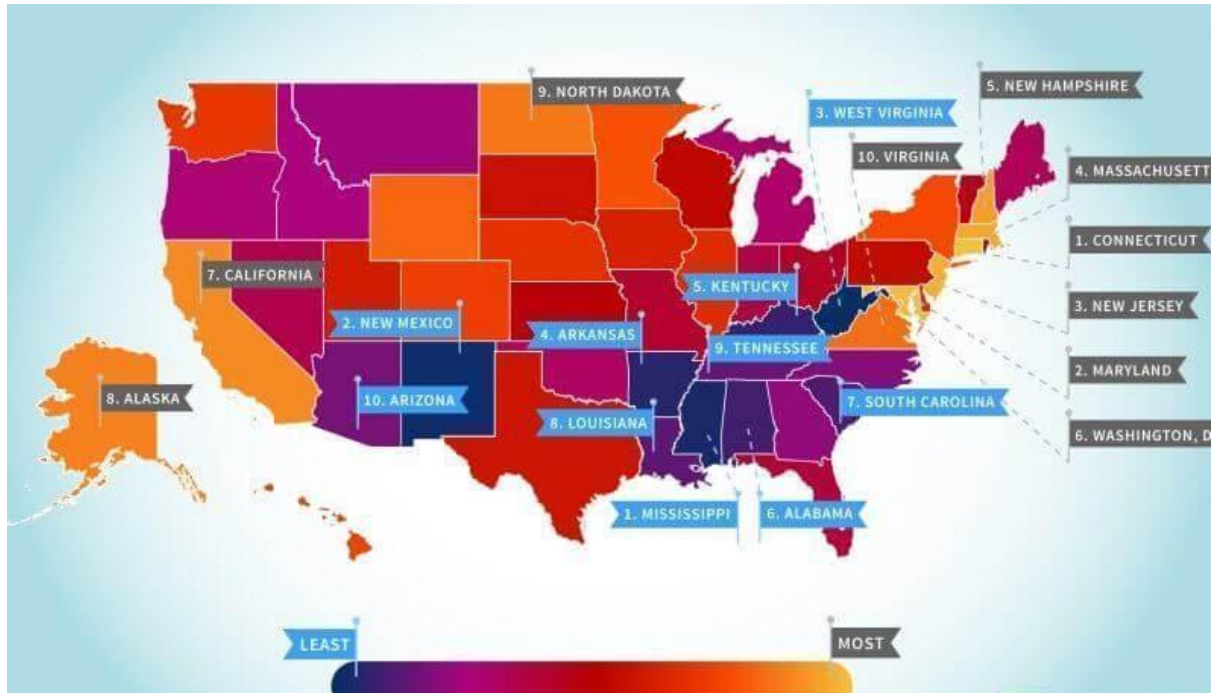 9. NORTH DAKOTA
5. NEW HAMPSHIRE
3. WEST VIRGINIA
10. VIRGINIA
4. MASSACHUSETT
1. CONNECTICUT
7. CALIFORNIA
5. KENTUCKY
3. NEW JERSEY
2. NEW MEXICO
4. ARKANSAS
9. TENNESSEE
2. MARYLAND
8. ALASKA
10. ARIZONA
7. SOUTH CAROLINA
8. LOUISIANA
6. WASHINGTON, D
1. MISSISSIPPI
6. ALABAMA
LEAST
MOST